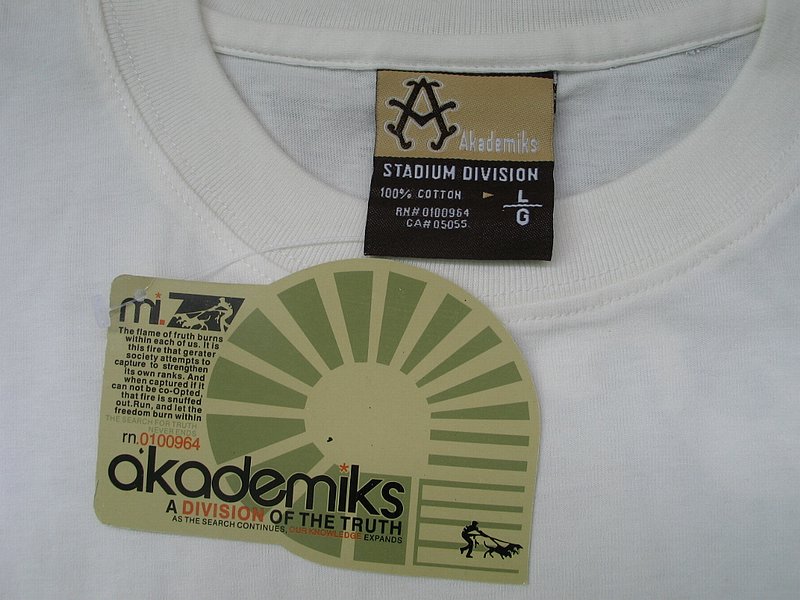 A
Akademiks
STADIUM DIVISION
100% COTTON L
G
RN# 0100964
CA# 05055
mi.
The flame of fruth burns
within each of us. It is
this fire that gerater
society attempts to
capture to strengthen
its own ranks. And
when captured if it
can not be co-Opted,
that fire is snuffed
out.Run, and let the
freedom burn within
THE SEARCH FOR TRUTH
NEVER ENDS
rn.0100964
akademiks
A DIVISION OF THE TRUTH
AS THE SEARCH CONTINUES, OUR KNOWLEDGE EXPANDS